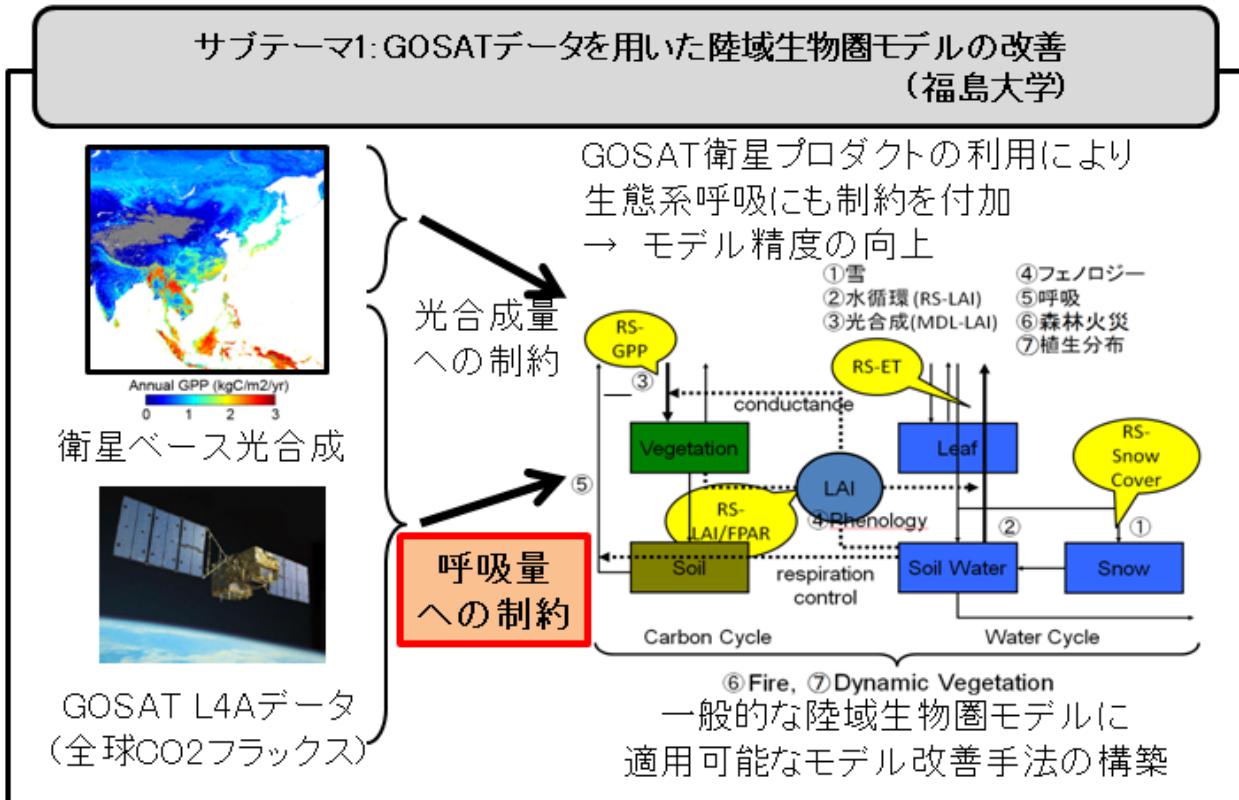 サブテーマ1:GOSATデータを用いた陸域生物圏モデルの改善
(福島大学)
GOSAT衛星プロダクトの利用により
生態系呼吸にも制約を付加
→ モデル精度の向上
Annual GPP (kgC/m2/yr)
0 1 2 3
衛星ベース光合成
光合成量
への制約
呼吸量
への制約
GOSAT L4Aデータ
(全球CO2フラックス)
①雪
②水循環(RS-LAI)
③光合成(MDL-LAI)
④フェノロジー
⑤呼吸
⑥森林火災
⑦植生分布
RS-
GPP
③
RS-ET
conductance
Vegetation
Leaf
RS-
Snow
Cover
⑤
LAI
RS-
LAI/FPAR
④Phenology
②
①
Soil
respiration
control
Soil Water
Snow
Carbon Cycle
Water Cycle
⑥Fire, ⑦Dynamic Vegetation
一般的な陸域生物圏モデルに
適用可能なモデル改善手法の構築